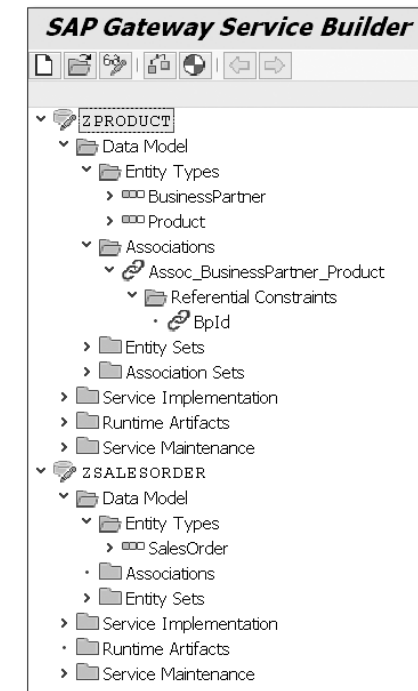 SAP Gateway Service Builder
ZPRODUCT
Data Model
Entity Types
BusinessPartner
Product
Associations
Assoc_BusinessPartner_Product
Referential Constraints
BpId
Entity Sets
Association Sets
Service Implementation
Runtime Artifacts
Service Maintenance
ZSALESORDER
Data Model
Entity Types
SalesOrder
Associations
Entity Sets
Service Implementation
Runtime Artifacts
Service Maintenance